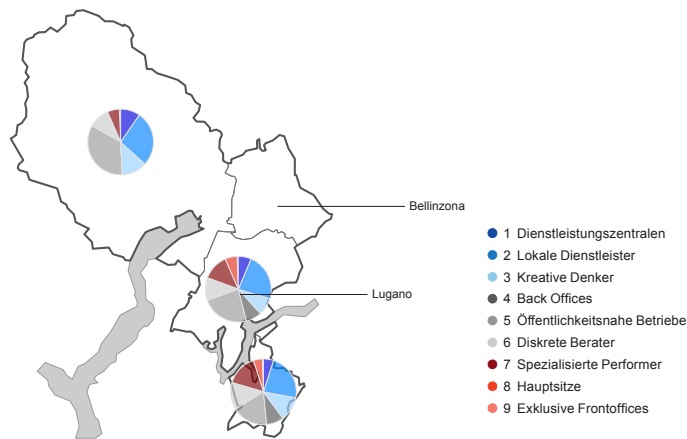 Bellinzona
Lugano
1 Dienstleistungszentralen
2 Lokale Dienstleister
3 Kreative Denker
4 Back Offices
5 Öffentlichkeitsnahe Betriebe
6 Diskrete Berater
7 Spezialisierte Performer
8 Hauptsitze
9 Exklusive Frontoffices